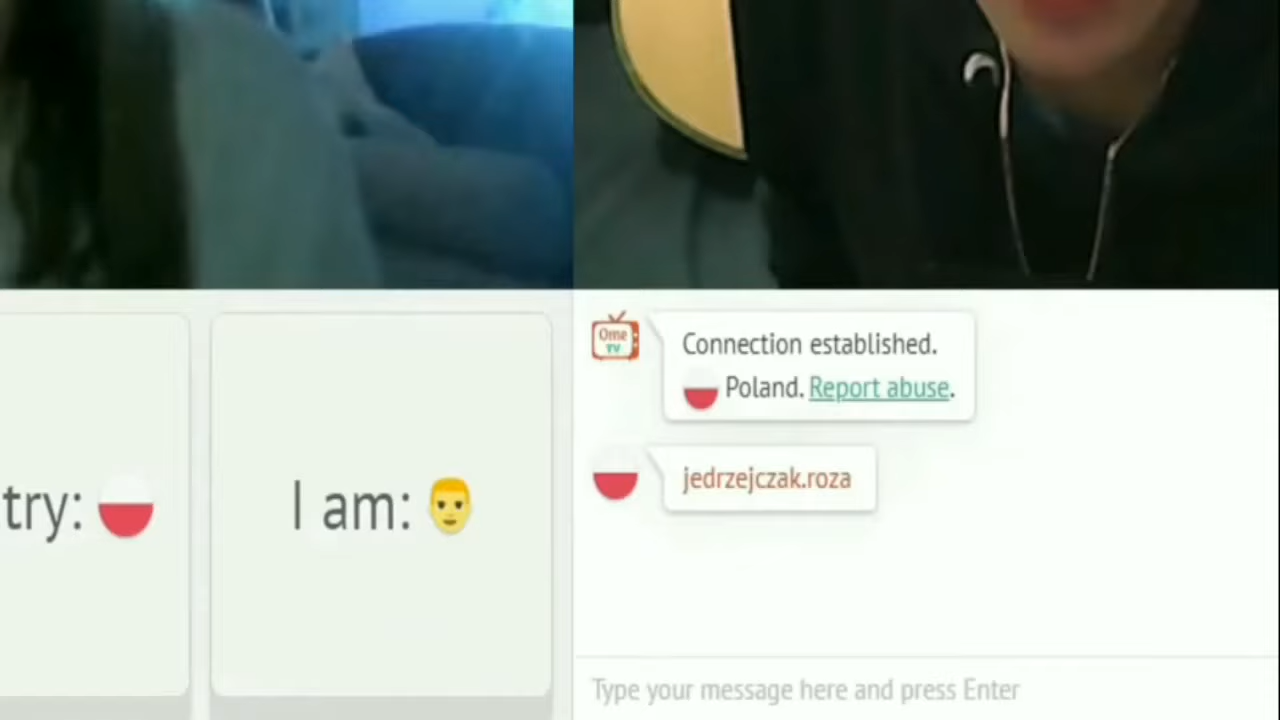 Ome
TV
Connection established.
Poland. Report abuse.
jedrzejczak.roza
try:
I am:
Type your message here and press Enter